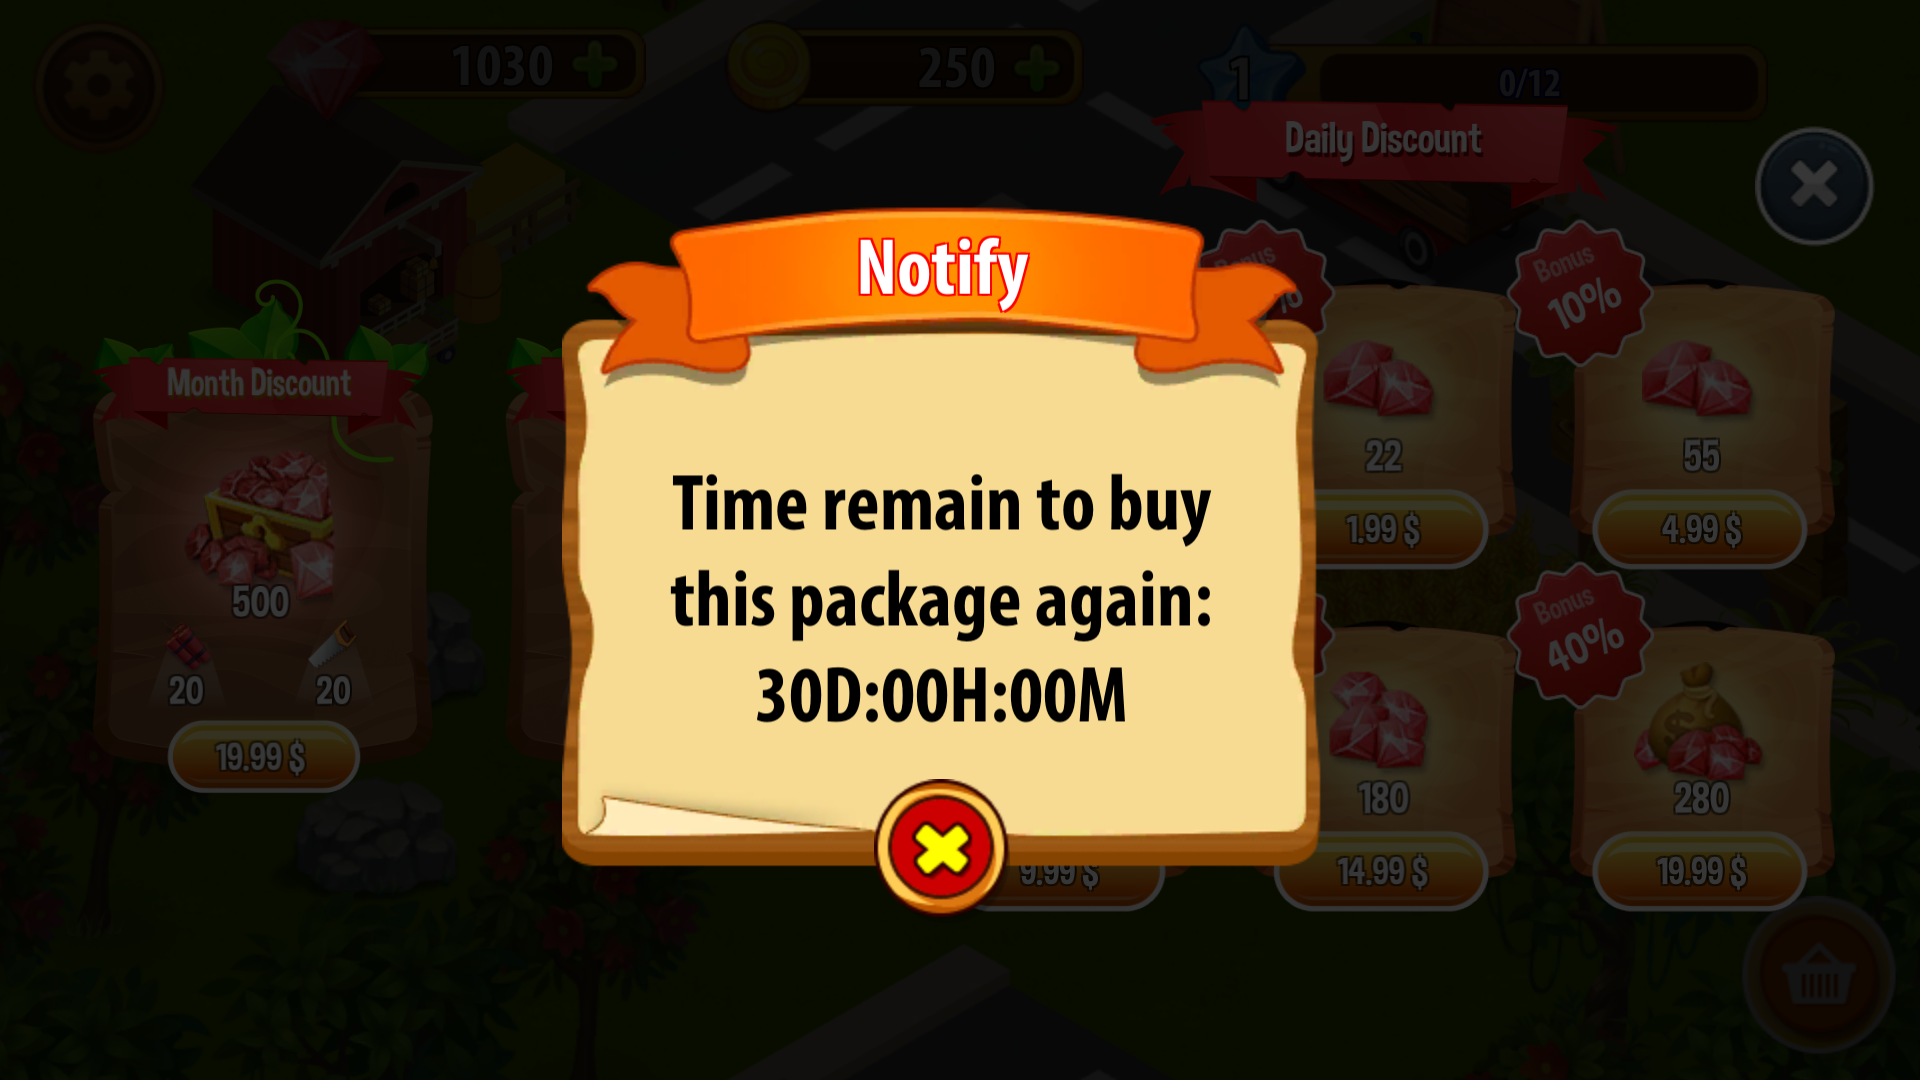 1030
250
1
0/12
Daily Discount
Notify
Bonus
10%
Month Discount
Time remain to buy
this package again:
30D:00H:00M
500
20
20
19.99 $
22
55
1.99 $
4.99 $
Bonus
40%
180
280
9.99 $
14.99 $
19.99 $